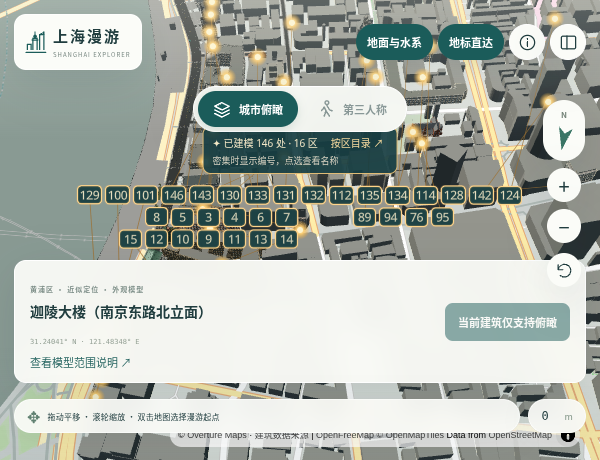 上海漫游
SHANGHAI EXPLORER
地面与水系
地标直达
城市俯瞰
第三人称
N
✦ 已建模 146 处 · 16 区 按区目录 ↗
密集时显示编号，点选查看名称
129 100 101 146 143 130 133 131 132 112 135 134 114 128 142 124
8 5 3 4 6 7 89 94 76 95
15 12 10 9 11 13 14
+
−
黄浦区 · 近似定位 · 外观模型
迦陵大楼（南京东路北立面）
31.24041° N · 121.48348° E
查看模型范围说明 ↗
当前建筑仅支持俯瞰
拖动平移 · 滚轮缩放 · 双击地图选择漫游起点
0 m
© Overture Maps · 建筑数据来源 | OpenFreeMap © OpenMapTiles Data from OpenStreetMap